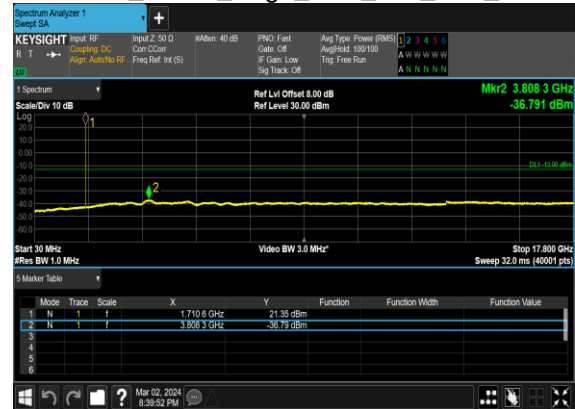 Spectrum Analyzer 1
Swept SA
+
KEYSIGHT Input: RF Input Z: 50 Ω #Atten: 40 dB PNO: Fast Avg Type: Power (RMS) 1 2 3 4 5 6
R T Coupling: DC Corr CCorr Gate: Off Avg|Hold: 100/100 A W W W W W
Align: Auto/No RF Freq Ref: Int (S) IF Gain: Low Trig: Free Run
Sig Track: Off A N N N N N
1 Spectrum Ref Lvl Offset 8.00 dB Mkr2 3.808 3 GHz
Scale/Div 10 dB Ref Level 30.00 dBm -36.791 dBm
Log
20.0
10.0
0.00
-10.0
-20.0
-30.0
-40.0
-50.0
-60.0
1
2
DL1 -13.00 dBm
Start 30 MHz Video BW 3.0 MHz* Stop 17.800 GHz
#Res BW 1.0 MHz Sweep 32.0 ms (40001 pts)
5 Marker Table
Mode Trace Scale X Y Function Function Width Function Value
1 N 1 f 1.710 6 GHz 21.35 dBm
2 N 1 f 3.808 3 GHz -36.79 dBm
3
4
5
6
? Mar 02, 2024
8:39:52 PM